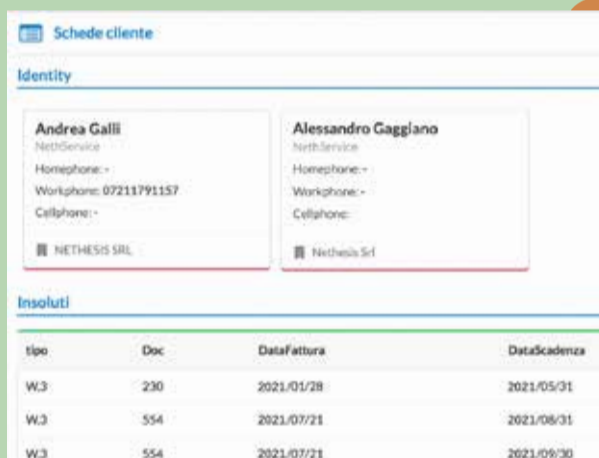 Schede cliente
Identity
Andrea Galli
NethService
Homephone: -
Workphone: 07211791157
Cellphone: -
NETHESIS SRL
Alessandro Gaggiano
NethService
Homephone: -
Workphone: -
Cellphone:
Nethesis Srl
Insoluti
tipo Doc DataFattura DataScadenza
W.3 230 2021/01/28 2021/05/31
W.3 554 2021/07/21 2021/08/31
W.3 554 2021/07/21 2021/09/30